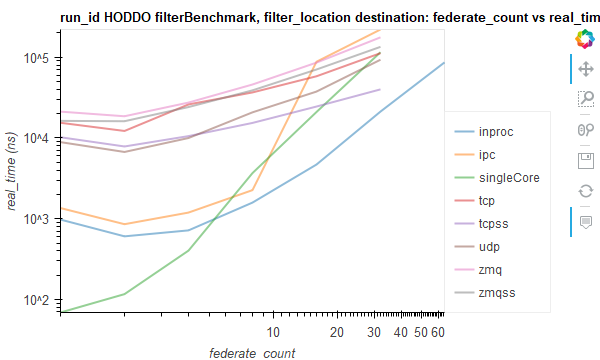 run_id HODDO filterBenchmark, filter_location destination: federate_count vs real_tim
10^5
10^4
10^3
10^2
real_time (ns)
10
20
30
40
50
60
federate_count
inproc
ipc
singleCore
tcp
tcpss
udp
zmq
zmqss